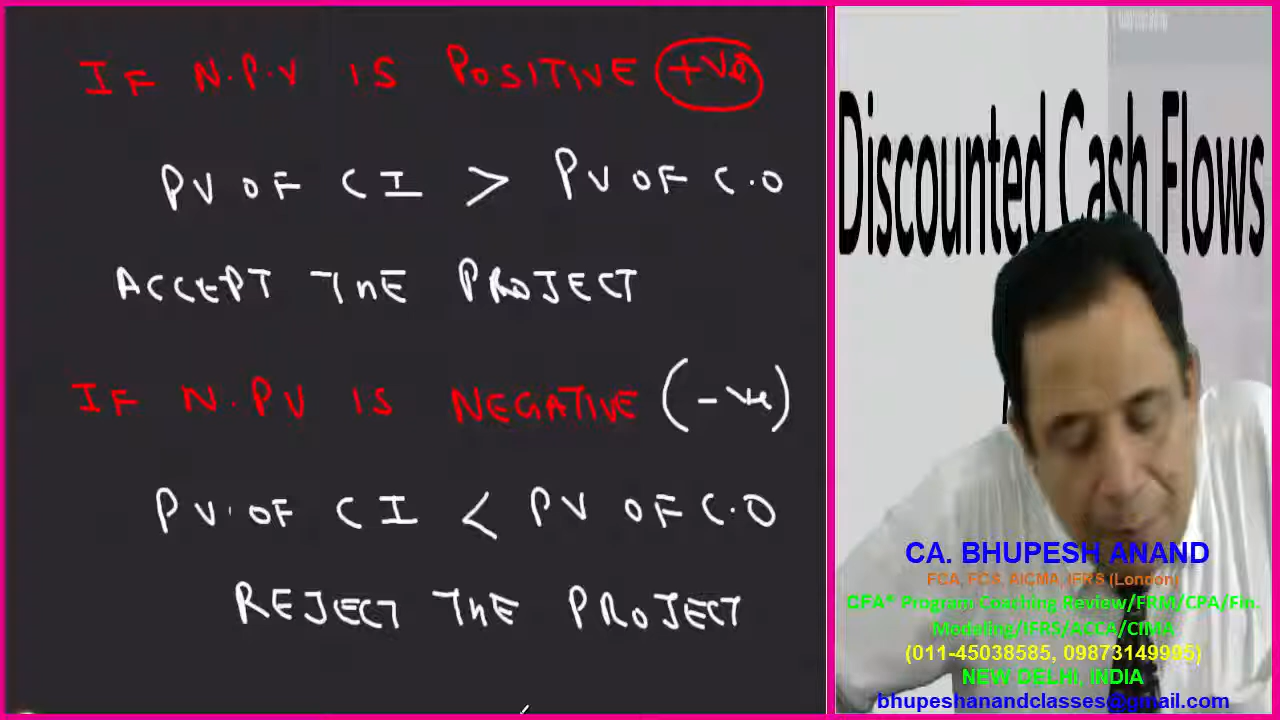 IF N.P.V IS POSITIVE +ve
PV OF CI > PV OF C.O
ACCEPT THE PROJECT
IF N.PV IS NEGATIVE (-ve)
PV. OF CI < PV OF C.O
REJECT THE PROJECT
Discounted Cash Flows
CA. BHUPESH ANAND
FCA, FCS, AICMA, IFRS (London)
CFA® Program Coaching Review/FRM/CPA/Fin.
Modeling/IFRS/ACCA/CIMA
(011-45038585, 09873149995)
NEW DELHI, INDIA
bhupeshanandclasses@gmail.com